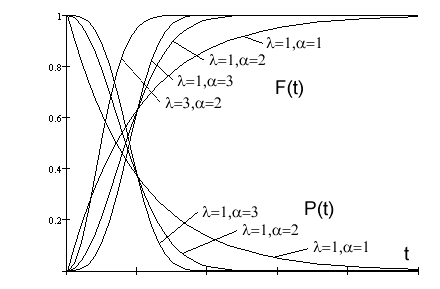 1
0.8
0.6
0.4
0.2
λ=1,α=1
λ=1,α=2
λ=1,α=3
F(t)
λ=3,α=2
λ=1,α=3
P(t)
λ=1,α=2
λ=1,α=1
t